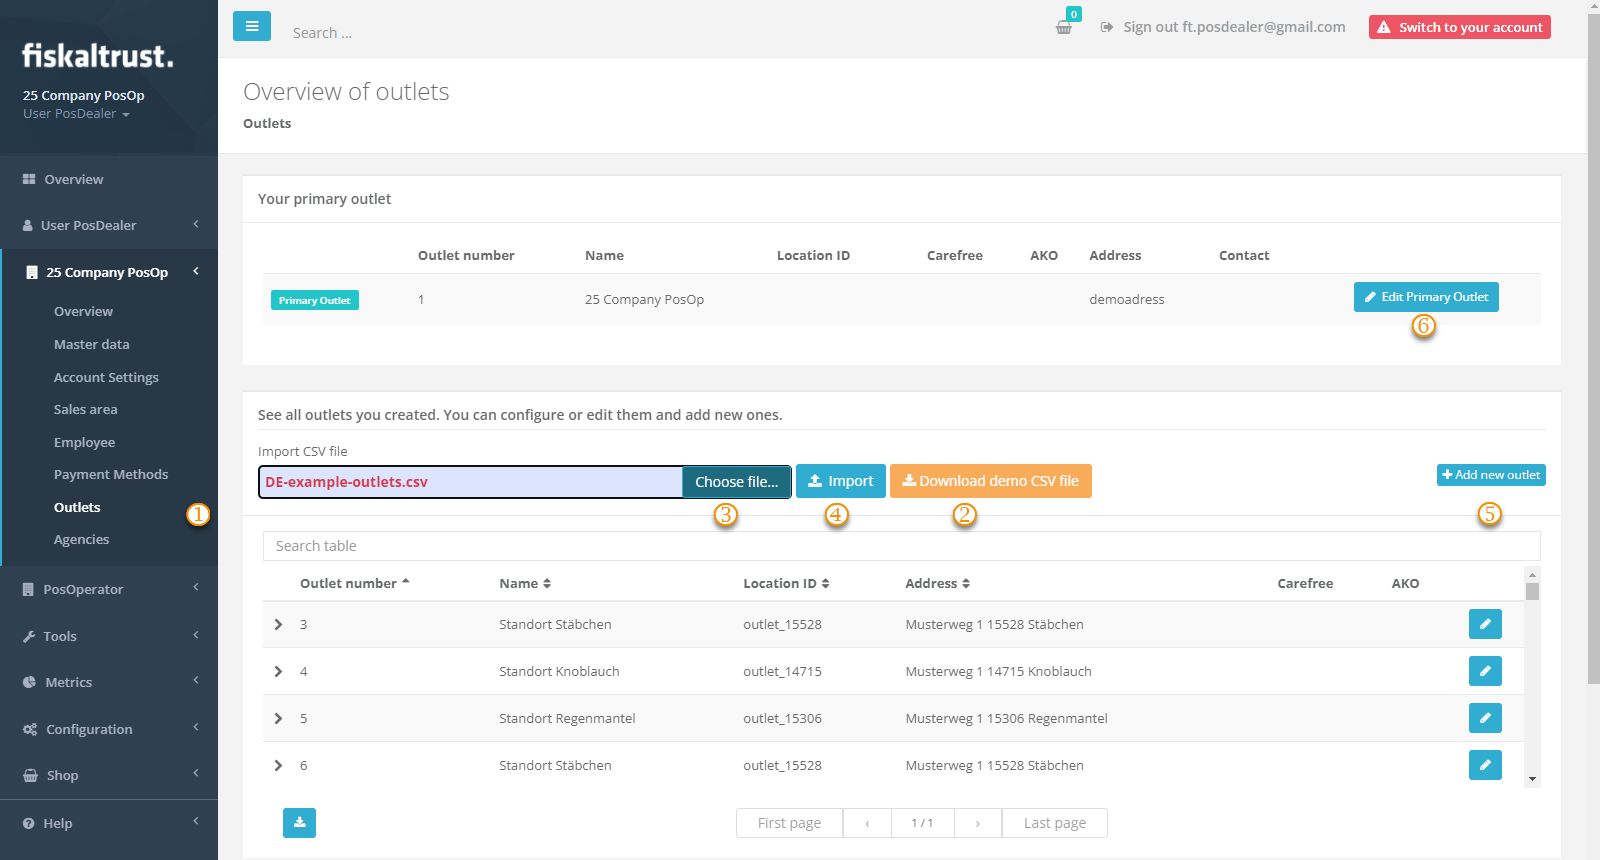 fiskaltrust.
25 Company PosOp
User PosDealer
Overview
User PosDealer
25 Company PosOp
Overview
Master data
Account Settings
Sales area
Employee
Payment Methods
Outlets
1
Agencies
PosOperator
Tools
Metrics
Configuration
Shop
Help
Search ...
0
Sign out ft.posdealer@gmail.com
Switch to your account
Overview of outlets
Outlets
Your primary outlet
Outlet number Name Location ID Carefree AKO Address Contact
Primary Outlet 1 25 Company PosOp demoadress Edit Primary Outlet
6
See all outlets you created. You can configure or edit them and add new ones.
Import CSV file
DE-example-outlets.csv Choose file... Import Download demo CSV file Add new outlet
3 4 2 5
Search table
Outlet number Name Location ID Address Carefree AKO
3 Standort Stäbchen outlet_15528 Musterweg 1 15528 Stäbchen
4 Standort Knoblauch outlet_14715 Musterweg 1 14715 Knoblauch
5 Standort Regenmantel outlet_15306 Musterweg 1 15306 Regenmantel
6 Standort Stäbchen outlet_15528 Musterweg 1 15528 Stäbchen
First page ‹ 1 / 1 › Last page